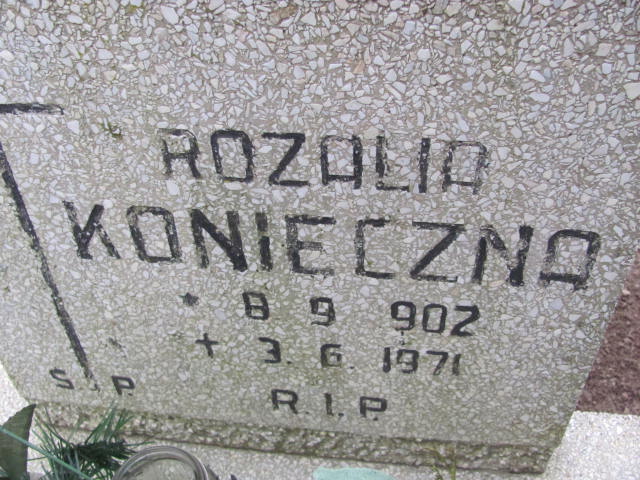 ROZALIA
KONIECZNA
* 8 9 902
+ 3. 6. 1971
Ś. P. R.I.P.